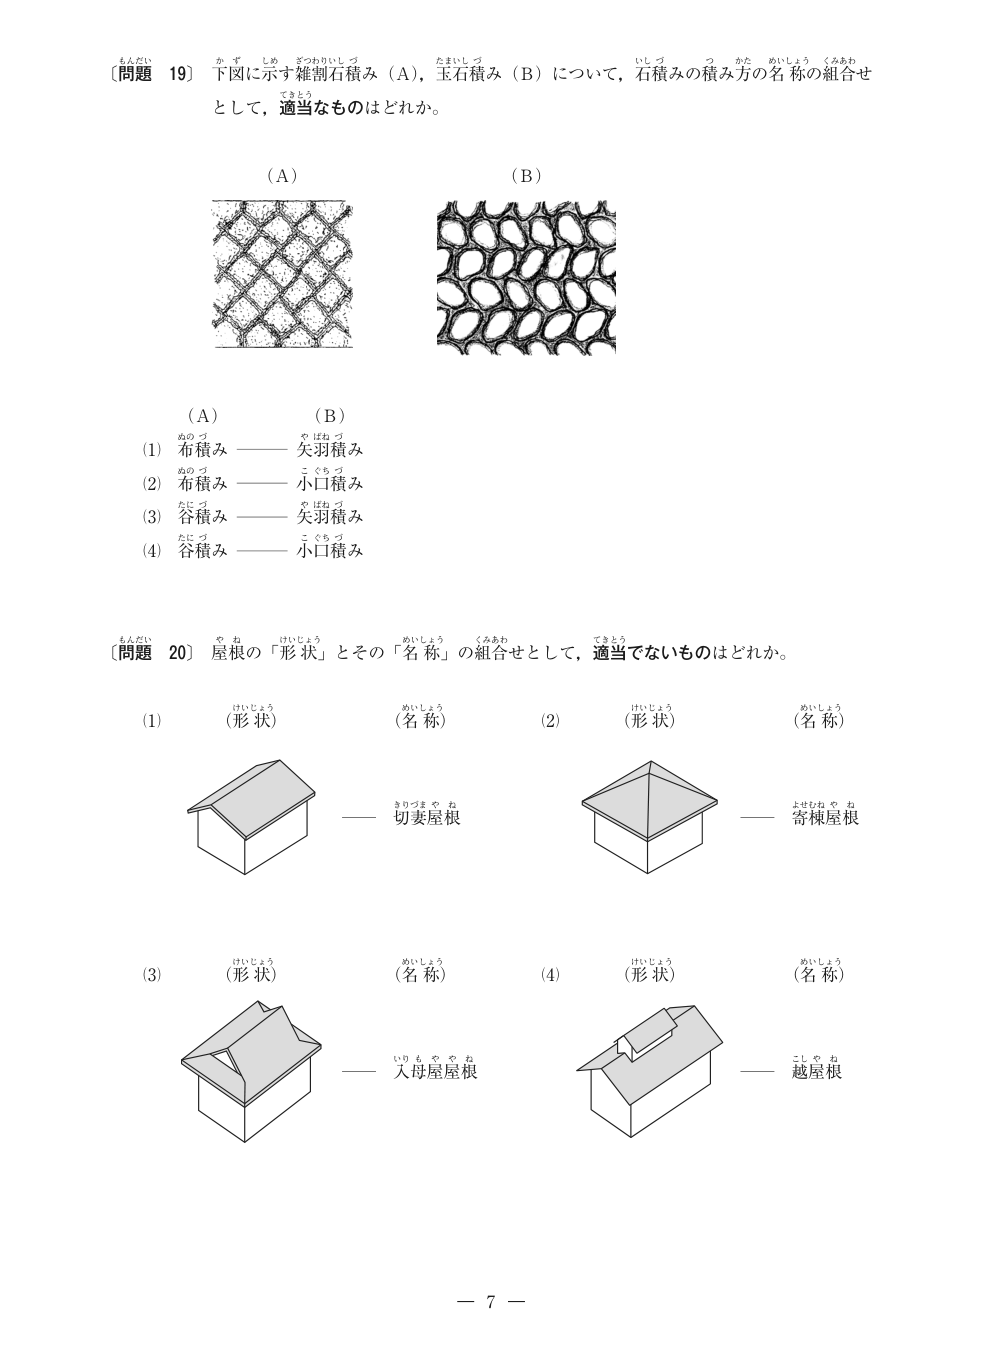 〔問題 19〕 下図に示す雑割石積み（A），玉石積み（B）について，石積みの積み方の名称の組合せ
として，適当なものはどれか。
（A） （B）
（A） （B）
⑴ 布積み ─── 矢羽積み
⑵ 布積み ─── 小口積み
⑶ 谷積み ─── 矢羽積み
⑷ 谷積み ─── 小口積み
〔問題 20〕 屋根の「形状」とその「名称」の組合せとして，適当でないものはどれか。
⑴ （形状） （名称） ⑵ （形状） （名称）
── 切妻屋根 ── 寄棟屋根
⑶ （形状） （名称） ⑷ （形状） （名称）
── 入母屋屋根 ── 越屋根
― 7 ―